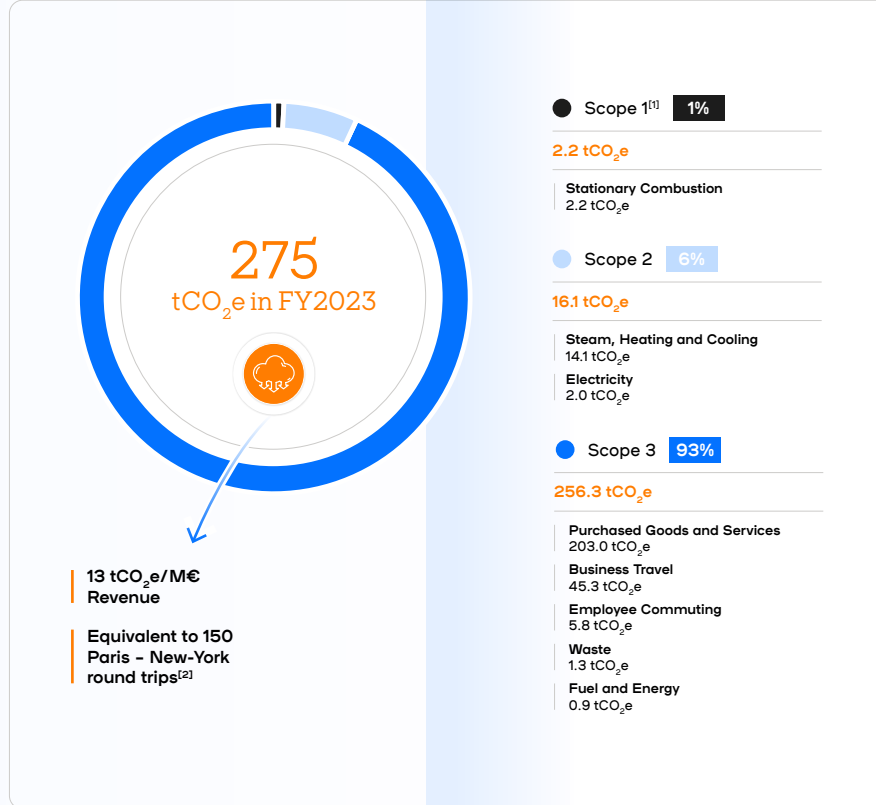 275
tCO₂e in FY2023
13 tCO₂e/M€
Revenue
Equivalent to 150
Paris – New-York
round trips[2]
Scope 1[1] 1%
2.2 tCO₂e
Stationary Combustion
2.2 tCO₂e
Scope 2 6%
16.1 tCO₂e
Steam, Heating and Cooling
14.1 tCO₂e
Electricity
2.0 tCO₂e
Scope 3 93%
256.3 tCO₂e
Purchased Goods and Services
203.0 tCO₂e
Business Travel
45.3 tCO₂e
Employee Commuting
5.8 tCO₂e
Waste
1.3 tCO₂e
Fuel and Energy
0.9 tCO₂e